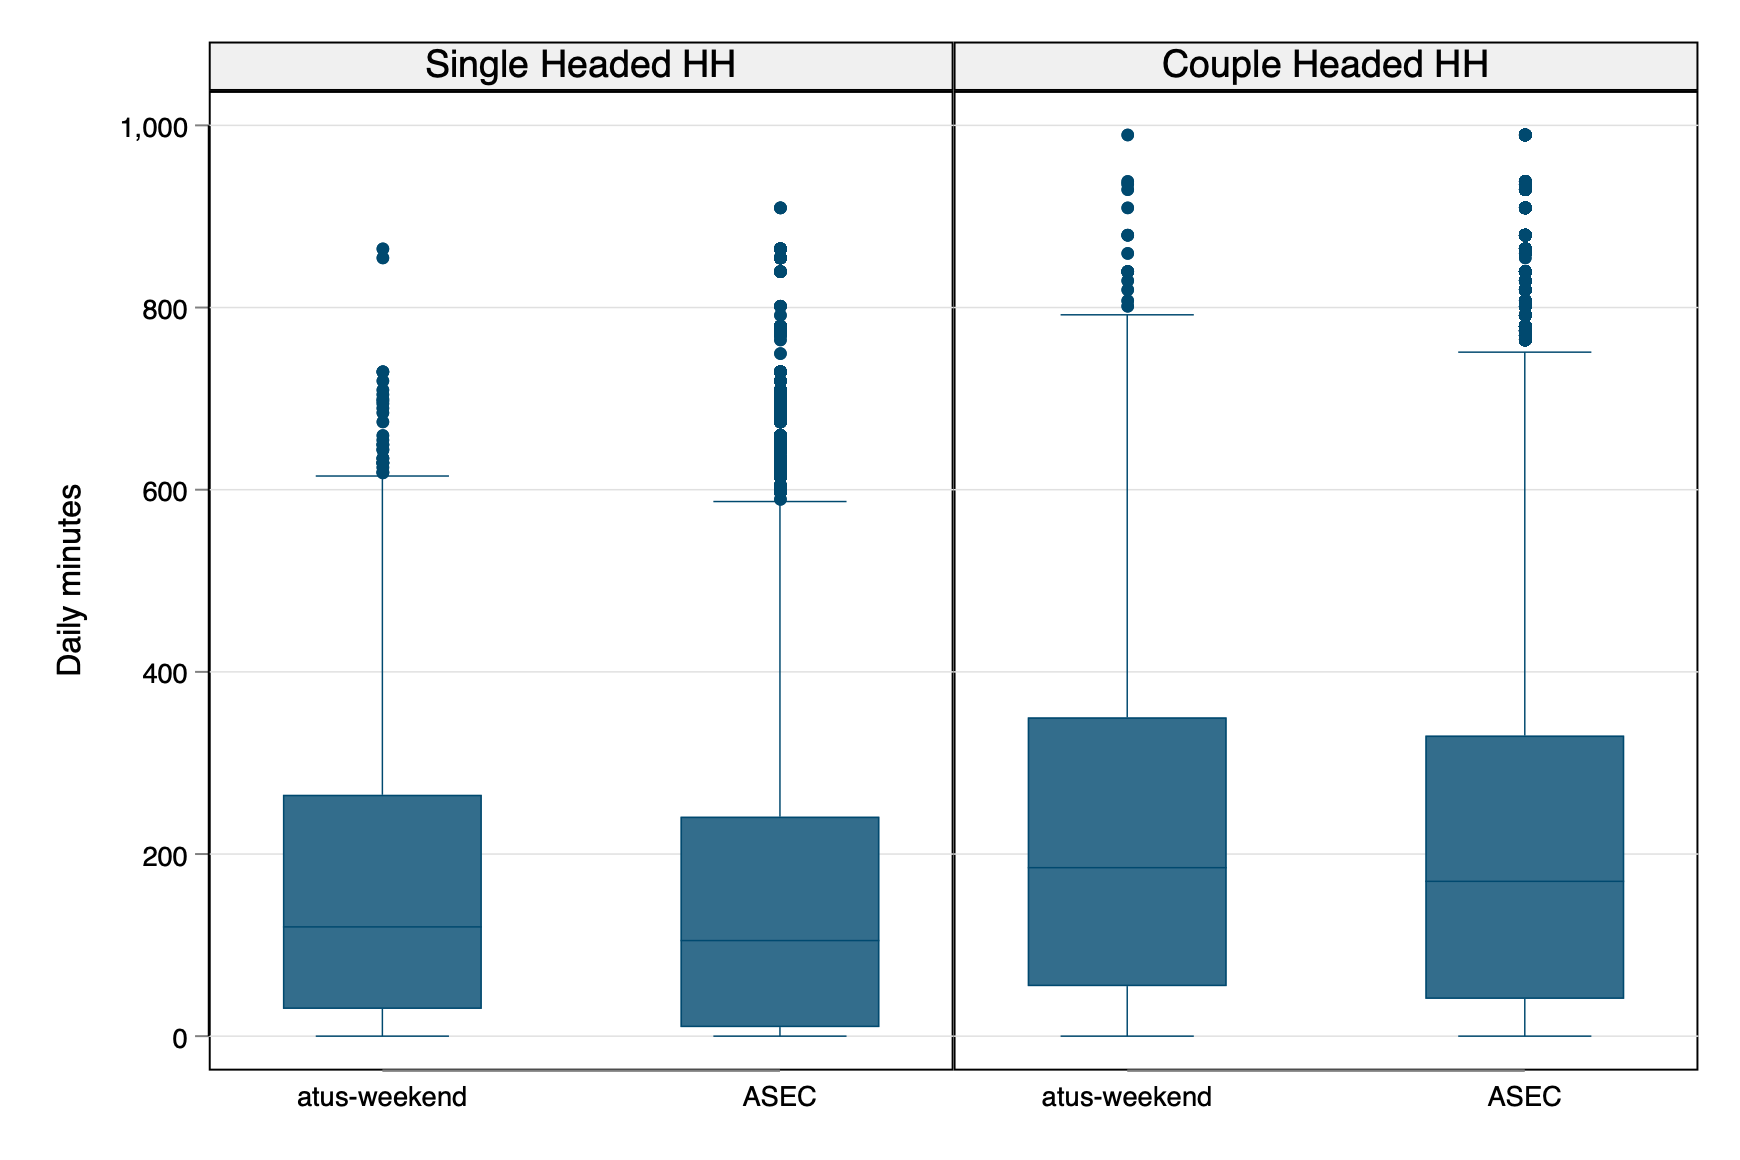 Single Headed HH
Couple Headed HH
1,000
800
600
400
200
0
Daily minutes
atus-weekend
ASEC
atus-weekend
ASEC